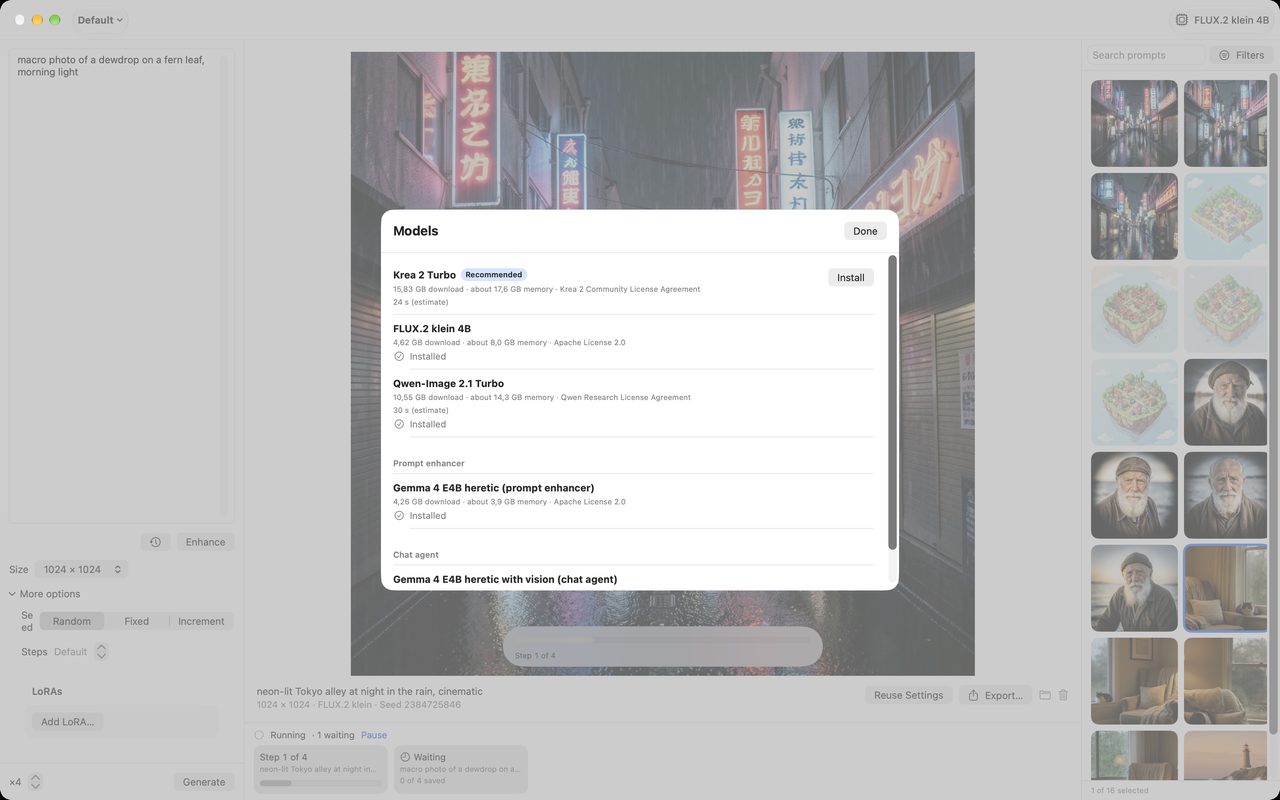 Default
FLUX.2 klein 4B
macro photo of a dewdrop on a fern leaf,
morning light
Enhance
Size 1024 × 1024
More options
Se
ed
Random Fixed Increment
Steps Default
LoRAs
Add LoRA...
×4 Generate
Models
Done
Krea 2 Turbo Recommended
Install
15,83 GB download · about 17,6 GB memory · Krea 2 Community License Agreement
24 s (estimate)
FLUX.2 klein 4B
4,62 GB download · about 8,0 GB memory · Apache License 2.0
Installed
Qwen-Image 2.1 Turbo
10,55 GB download · about 14,3 GB memory · Qwen Research License Agreement
30 s (estimate)
Installed
Prompt enhancer
Gemma 4 E4B heretic (prompt enhancer)
4,26 GB download · about 3,9 GB memory · Apache License 2.0
Installed
Chat agent
Gemma 4 E4B heretic with vision (chat agent)
Step 1 of 4
neon-lit Tokyo alley at night in the rain, cinematic
1024 × 1024 · FLUX.2 klein · Seed 2384725846
Reuse Settings Export...
Running · 1 waiting Pause
Step 1 of 4
neon-lit Tokyo alley at night in...
Waiting
macro photo of a dewdrop on a...
0 of 4 saved
Search prompts
Filters
1 of 16 selected